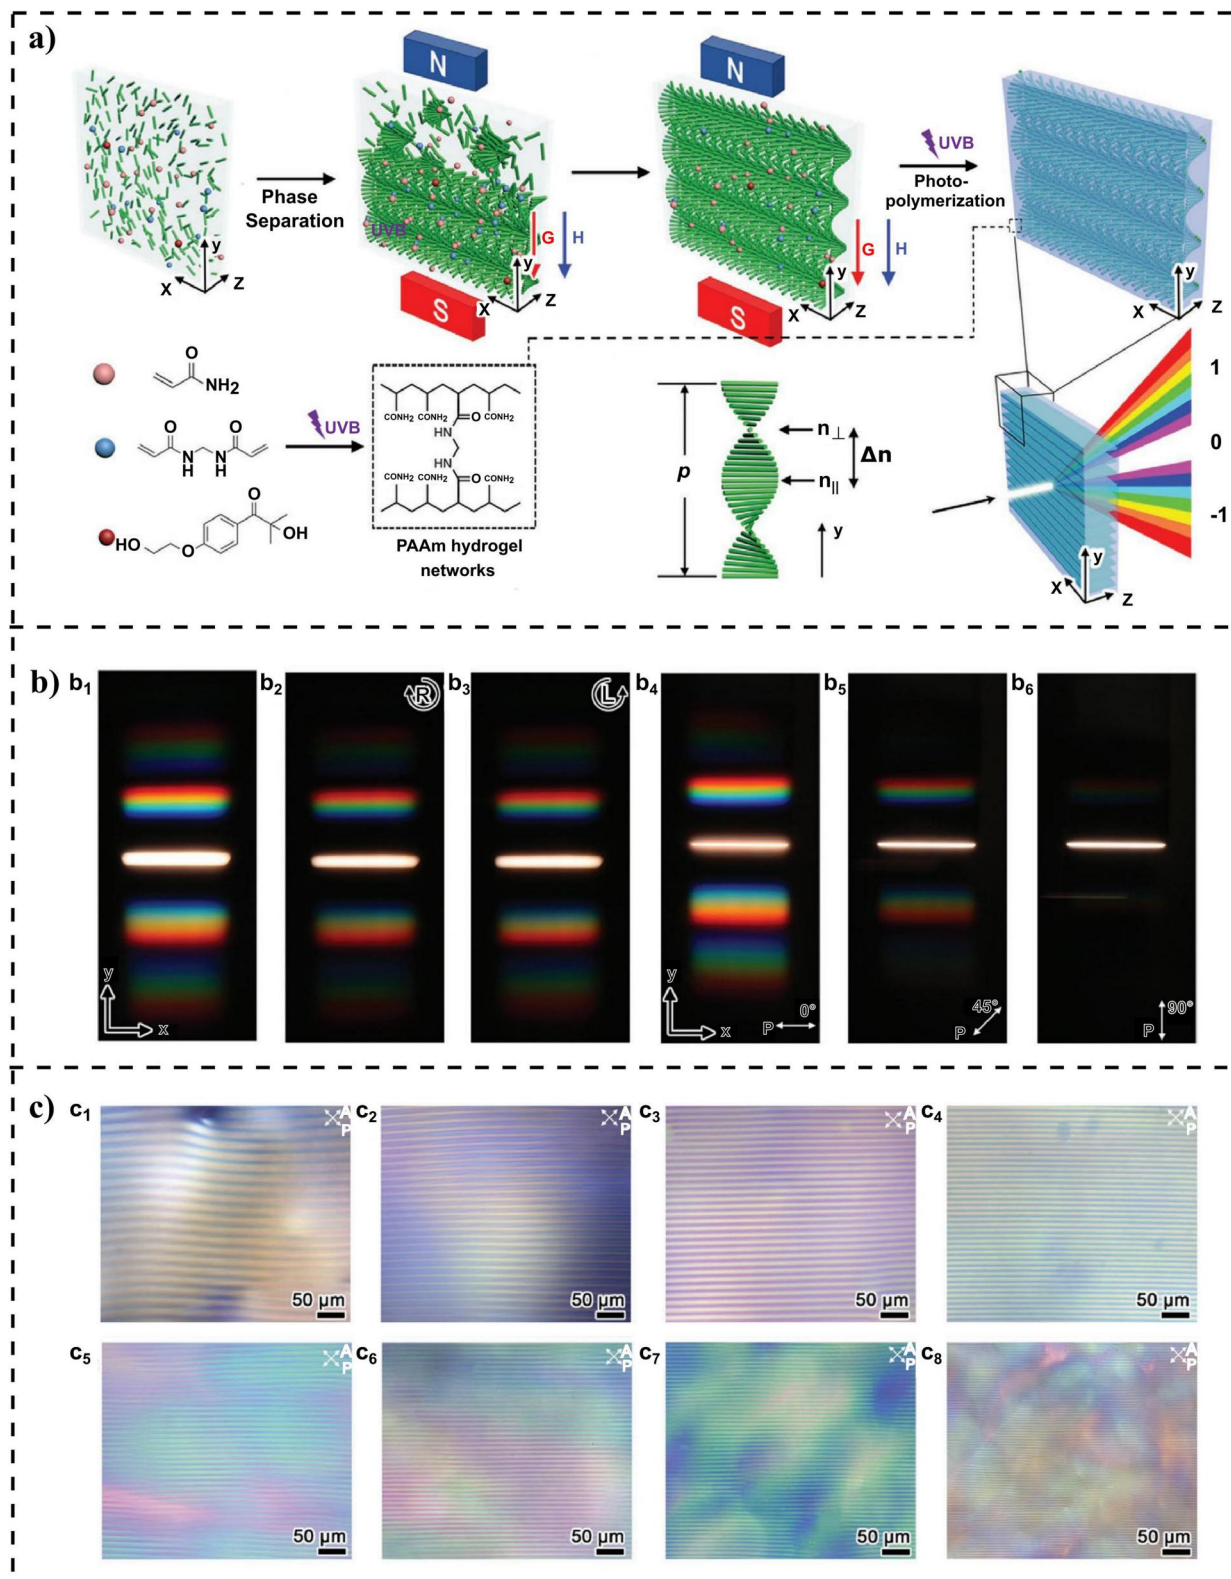 a)
N
N
UVB
Phase
Separation
Photo-
polymerization
UVB
G
H
G
H
y
X
Z
S
y
X
Z
S
y
X
Z
y
X
Z
O
NH2
O
O
N
H
N
H
UVB
HO
O
O
OH
CONH2
CONH2
O
CONH2
HN
HN
CONH2
CONH2
O
CONH2
PAAm hydrogel
networks
p
n⊥
Δn
n||
y
1
0
-1
y
X
Z
b)
b1
b2
R
b3
L
b4
b5
b6
y
x
y
x
P
0°
45°
P
90°
P
c)
c1
A
P
50 µm
c2
A
P
50 µm
c3
A
P
50 µm
c4
A
P
50 µm
c5
A
P
50 µm
c6
A
P
50 µm
c7
A
P
50 µm
c8
A
P
50 µm